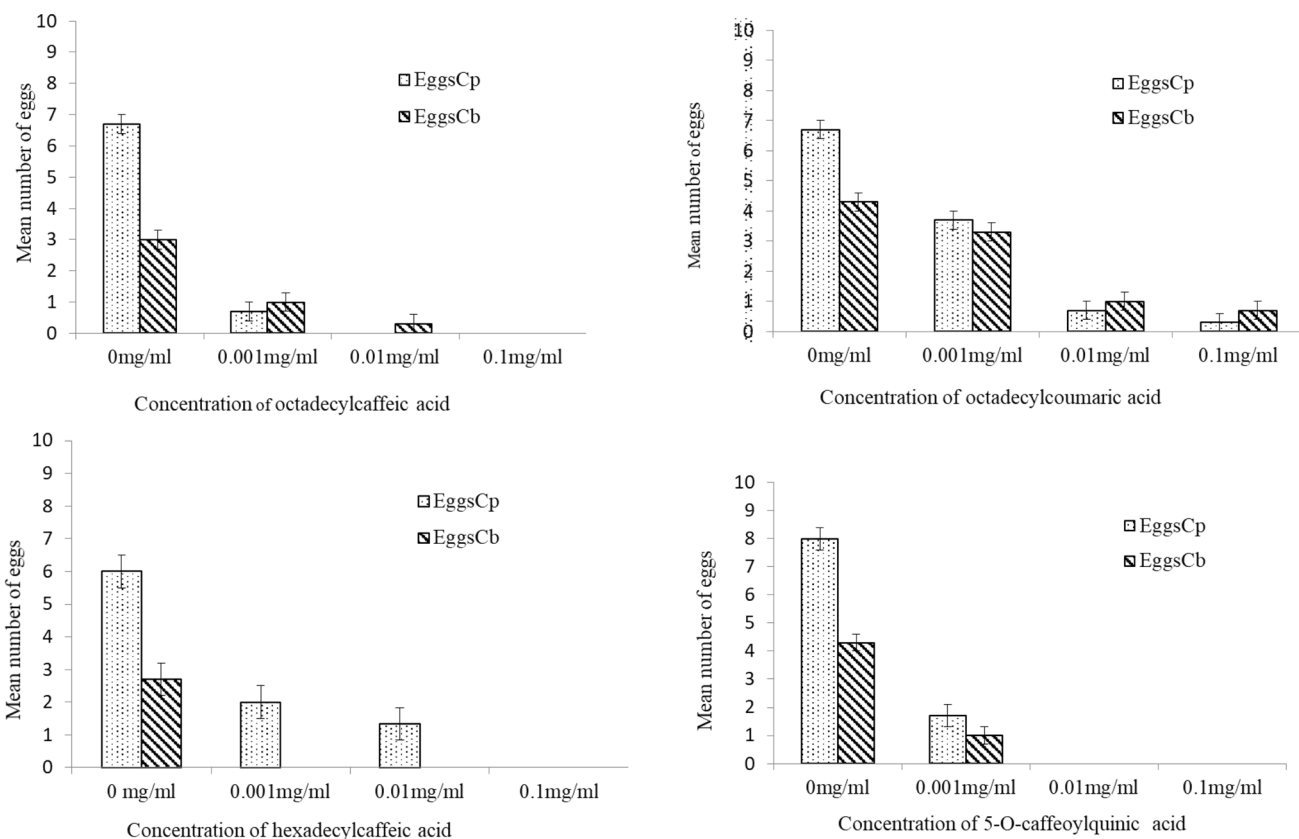 10
9
8
7
6
5
4
3
2
1
0
Mean number of eggs
EggsCp
EggsCb
0mg/ml 0.001mg/ml 0.01mg/ml 0.1mg/ml
Concentration of octadecylcaffeic acid
10
9
8
7
6
5
4
3
2
1
0
Mean number of eggs
EggsCp
EggsCb
0mg/ml 0.001mg/ml 0.01mg/ml 0.1mg/ml
Concentration of octadecylcoumaric acid
10
9
8
7
6
5
4
3
2
1
0
Mean number of eggs
EggsCp
EggsCb
0 mg/ml 0.001mg/ml 0.01mg/ml 0.1mg/ml
Concentration of hexadecylcaffeic acid
10
9
8
7
6
5
4
3
2
1
0
Mean number of eggs
EggsCp
EggsCb
0mg/ml 0.001mg/ml 0.01mg/ml 0.1mg/ml
Concentration of 5-O-caffeoylquinic acid